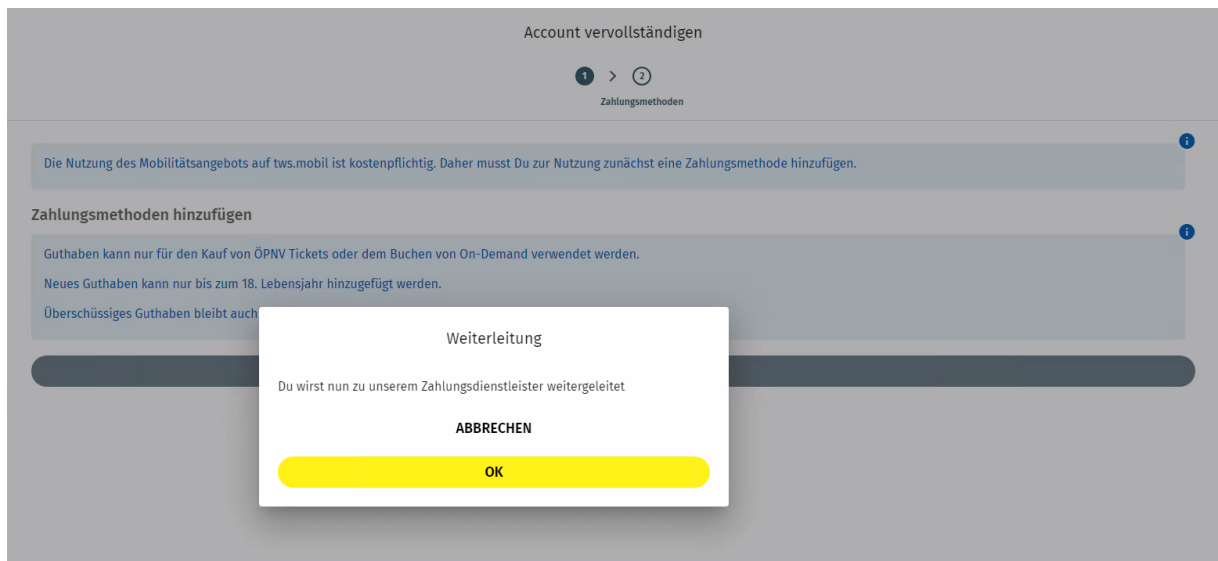 Account vervollständigen
1 > 2
Zahlungsmethoden
Die Nutzung des Mobilitätsangebots auf tws.mobil ist kostenpflichtig. Daher musst Du zur Nutzung zunächst eine Zahlungsmethode hinzufügen.
Zahlungsmethoden hinzufügen
Guthaben kann nur für den Kauf von ÖPNV Tickets oder dem Buchen von On-Demand verwendet werden.
Neues Guthaben kann nur bis zum 18. Lebensjahr hinzugefügt werden.
Überschüssiges Guthaben bleibt auch
Weiterleitung
Du wirst nun zu unserem Zahlungsdienstleister weitergeleitet
ABBRECHEN
OK